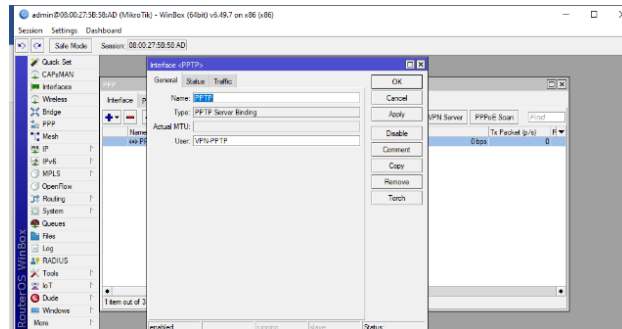 admin@08:00:27:5B:58:AD (MikroTik) - WinBox (64bit) v6.49.7 on x86 (x86)
Session Settings Dashboard
Safe Mode Session: 08:00:27:5B:58:AD
Quick Set
CAPsMAN
Interfaces
Wireless
Bridge
PPP
Mesh
IP
IPv6
MPLS
OpenFlow
Routing
System
Queues
Files
Log
RADIUS
Tools
IoT
Dude
Windows
More
RouterOS WinBox
PPP
Interface
Name
1 item out of 3
Interface <PPTP>
General Status Traffic
Name: PPTP
Type: PPTP Server Binding
Actual MTU:
User: VPN-PPTP
OK
Cancel
Apply
Disable
Comment
Copy
Remove
Torch
enabled running slave Status:
VPN Server PPPoE Scan Find
Tx Packet (p/s)
0 bps 0